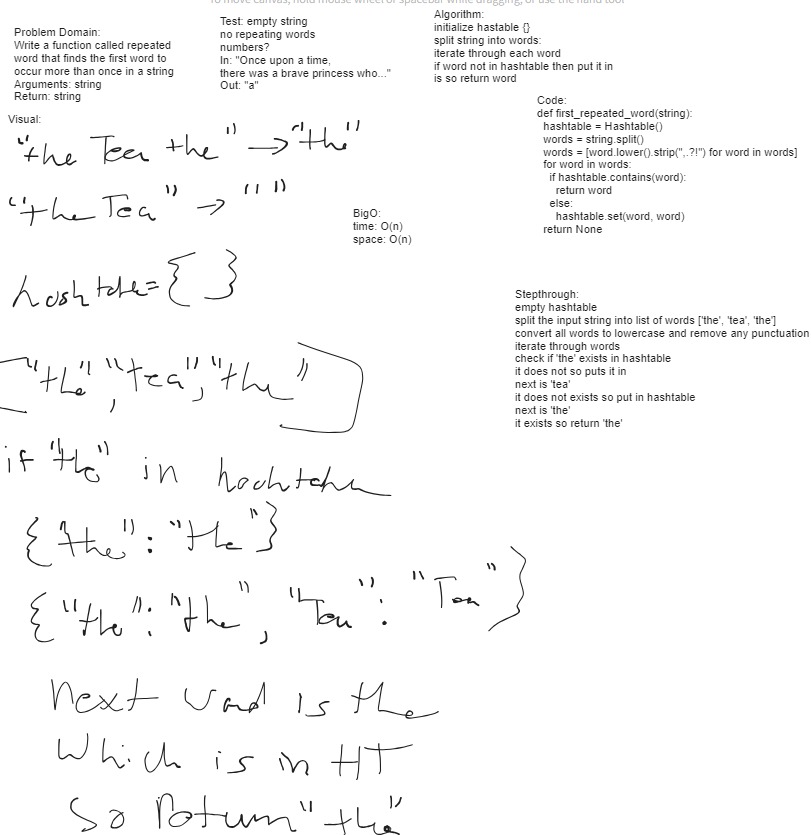 To move canvas, hold mouse wheel or spacebar while dragging, or use the hand tool
Problem Domain:
Write a function called repeated
word that finds the first word to
occur more than once in a string
Arguments: string
Return: string
Test: empty string
no repeating words
numbers?
In: "Once upon a time,
there was a brave princess who..."
Out: "a"
Algorithm:
initialize hastable {}
split string into words:
iterate through each word
if word not in hashtable then put it in
is so return word
Code:
def first_repeated_word(string):
hashtable = Hashtable()
words = string.split()
words = [word.lower().strip(",.?!") for word in words]
for word in words:
if hashtable.contains(word):
return word
else:
hashtable.set(word, word)
return None
Visual:
"the Tea the" -> "the"
"the Tea" -> ""
BigO:
time: O(n)
space: O(n)
hashtable = { }
Stepthrough:
empty hashtable
split the input string into list of words ['the', 'tea', 'the']
convert all words to lowercase and remove any punctuation
iterate through words
check if 'the' exists in hashtable
it does not so puts it in
next is 'tea'
it does not exists so put in hashtable
next is 'the'
it exists so return 'the'
["the", "tea", "the"]
if "the" in hashtable
{"the": "the"}
{"the": "the", "Tea": "Tea"}
next word is the
Which is in HT
So return "the"